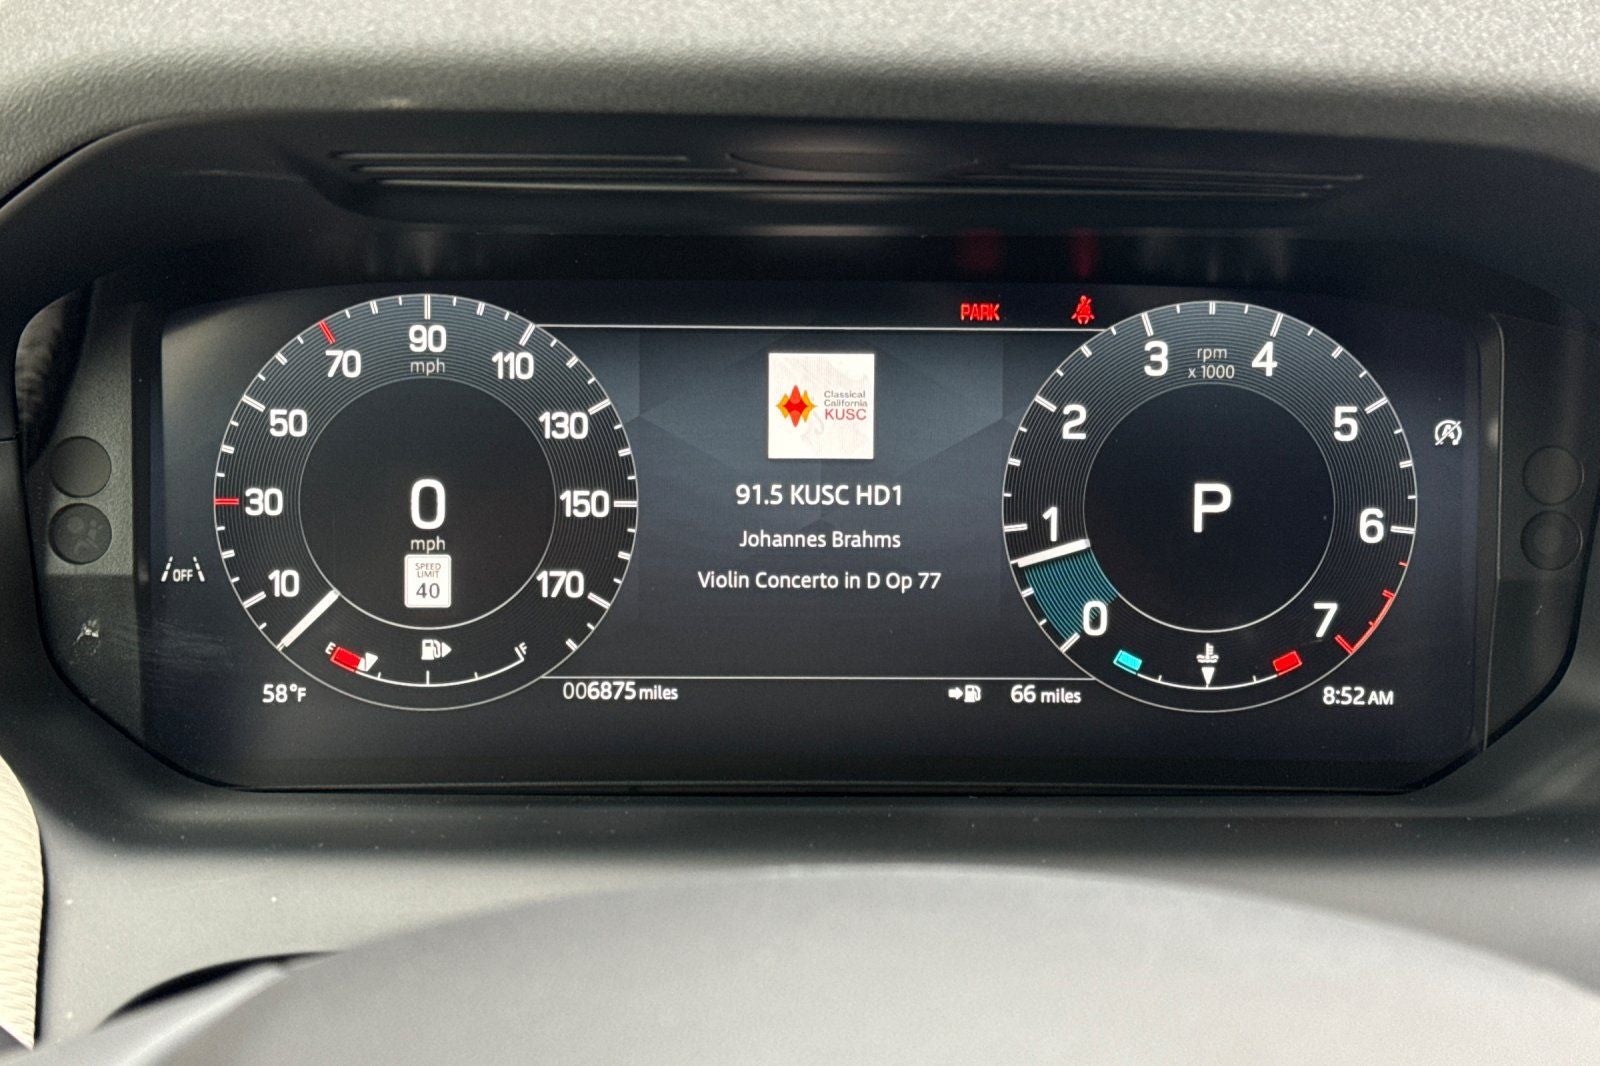 PARK
90
mph
70
110
50
130
30
150
10
170
0
mph
SPEED
LIMIT
40
E
F
58°F
006875 miles
Classical
California
KUSC
91.5 KUSC HD1
Johannes Brahms
Violin Concerto in D Op 77
66 miles
rpm
x 1000
3
4
2
5
1
6
0
7
P
A
8:52 AM
OFF